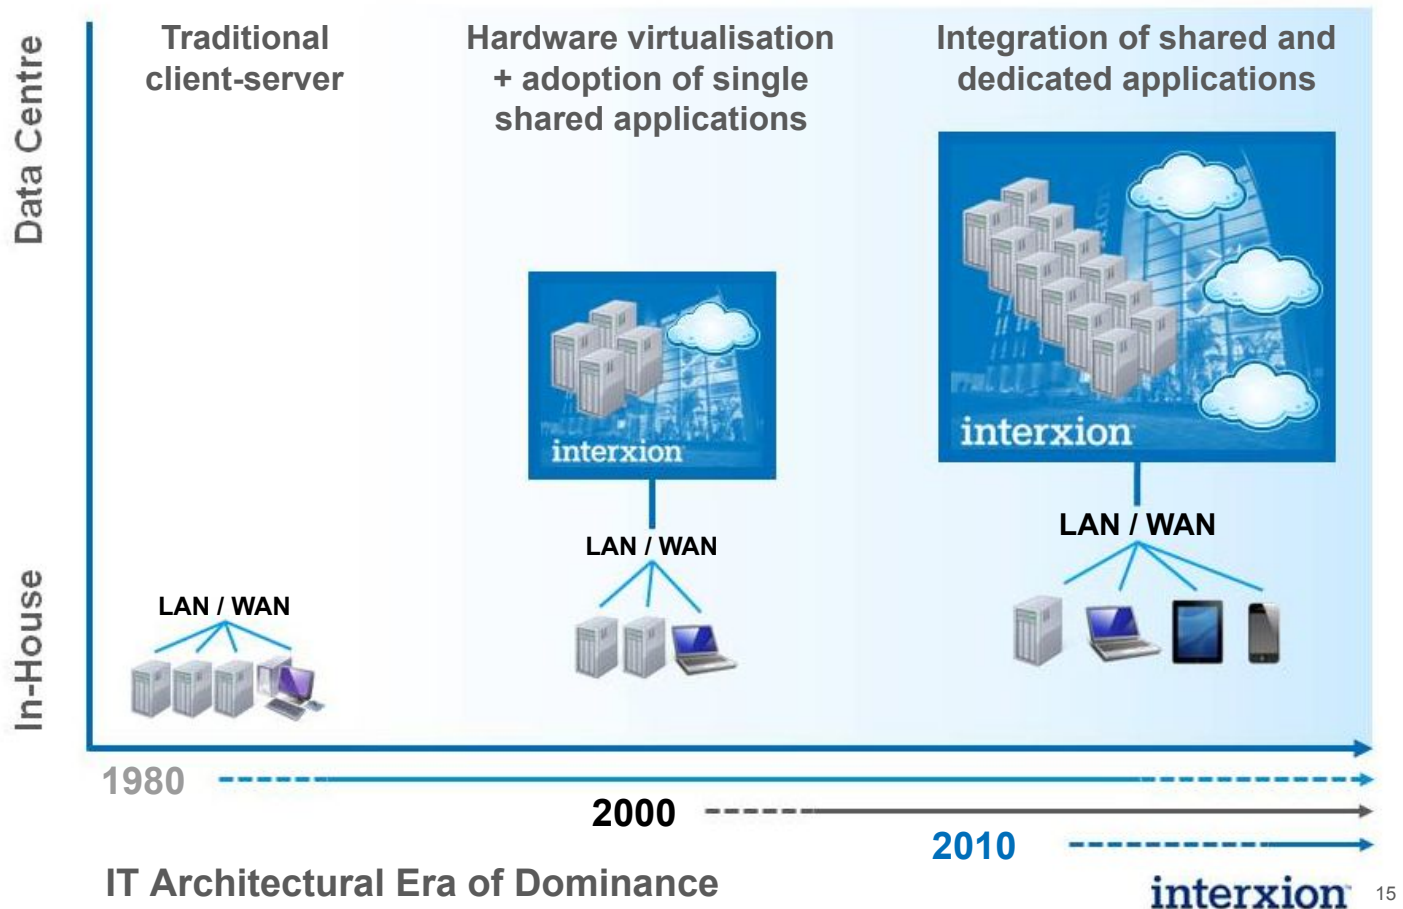 Data Centre
In-House
Traditional
client-server
Hardware virtualisation
+ adoption of single
shared applications
Integration of shared and
dedicated applications
interxion
interxion
LAN / WAN
LAN / WAN
LAN / WAN
1980
2000
2010
IT Architectural Era of Dominance
interxion
15